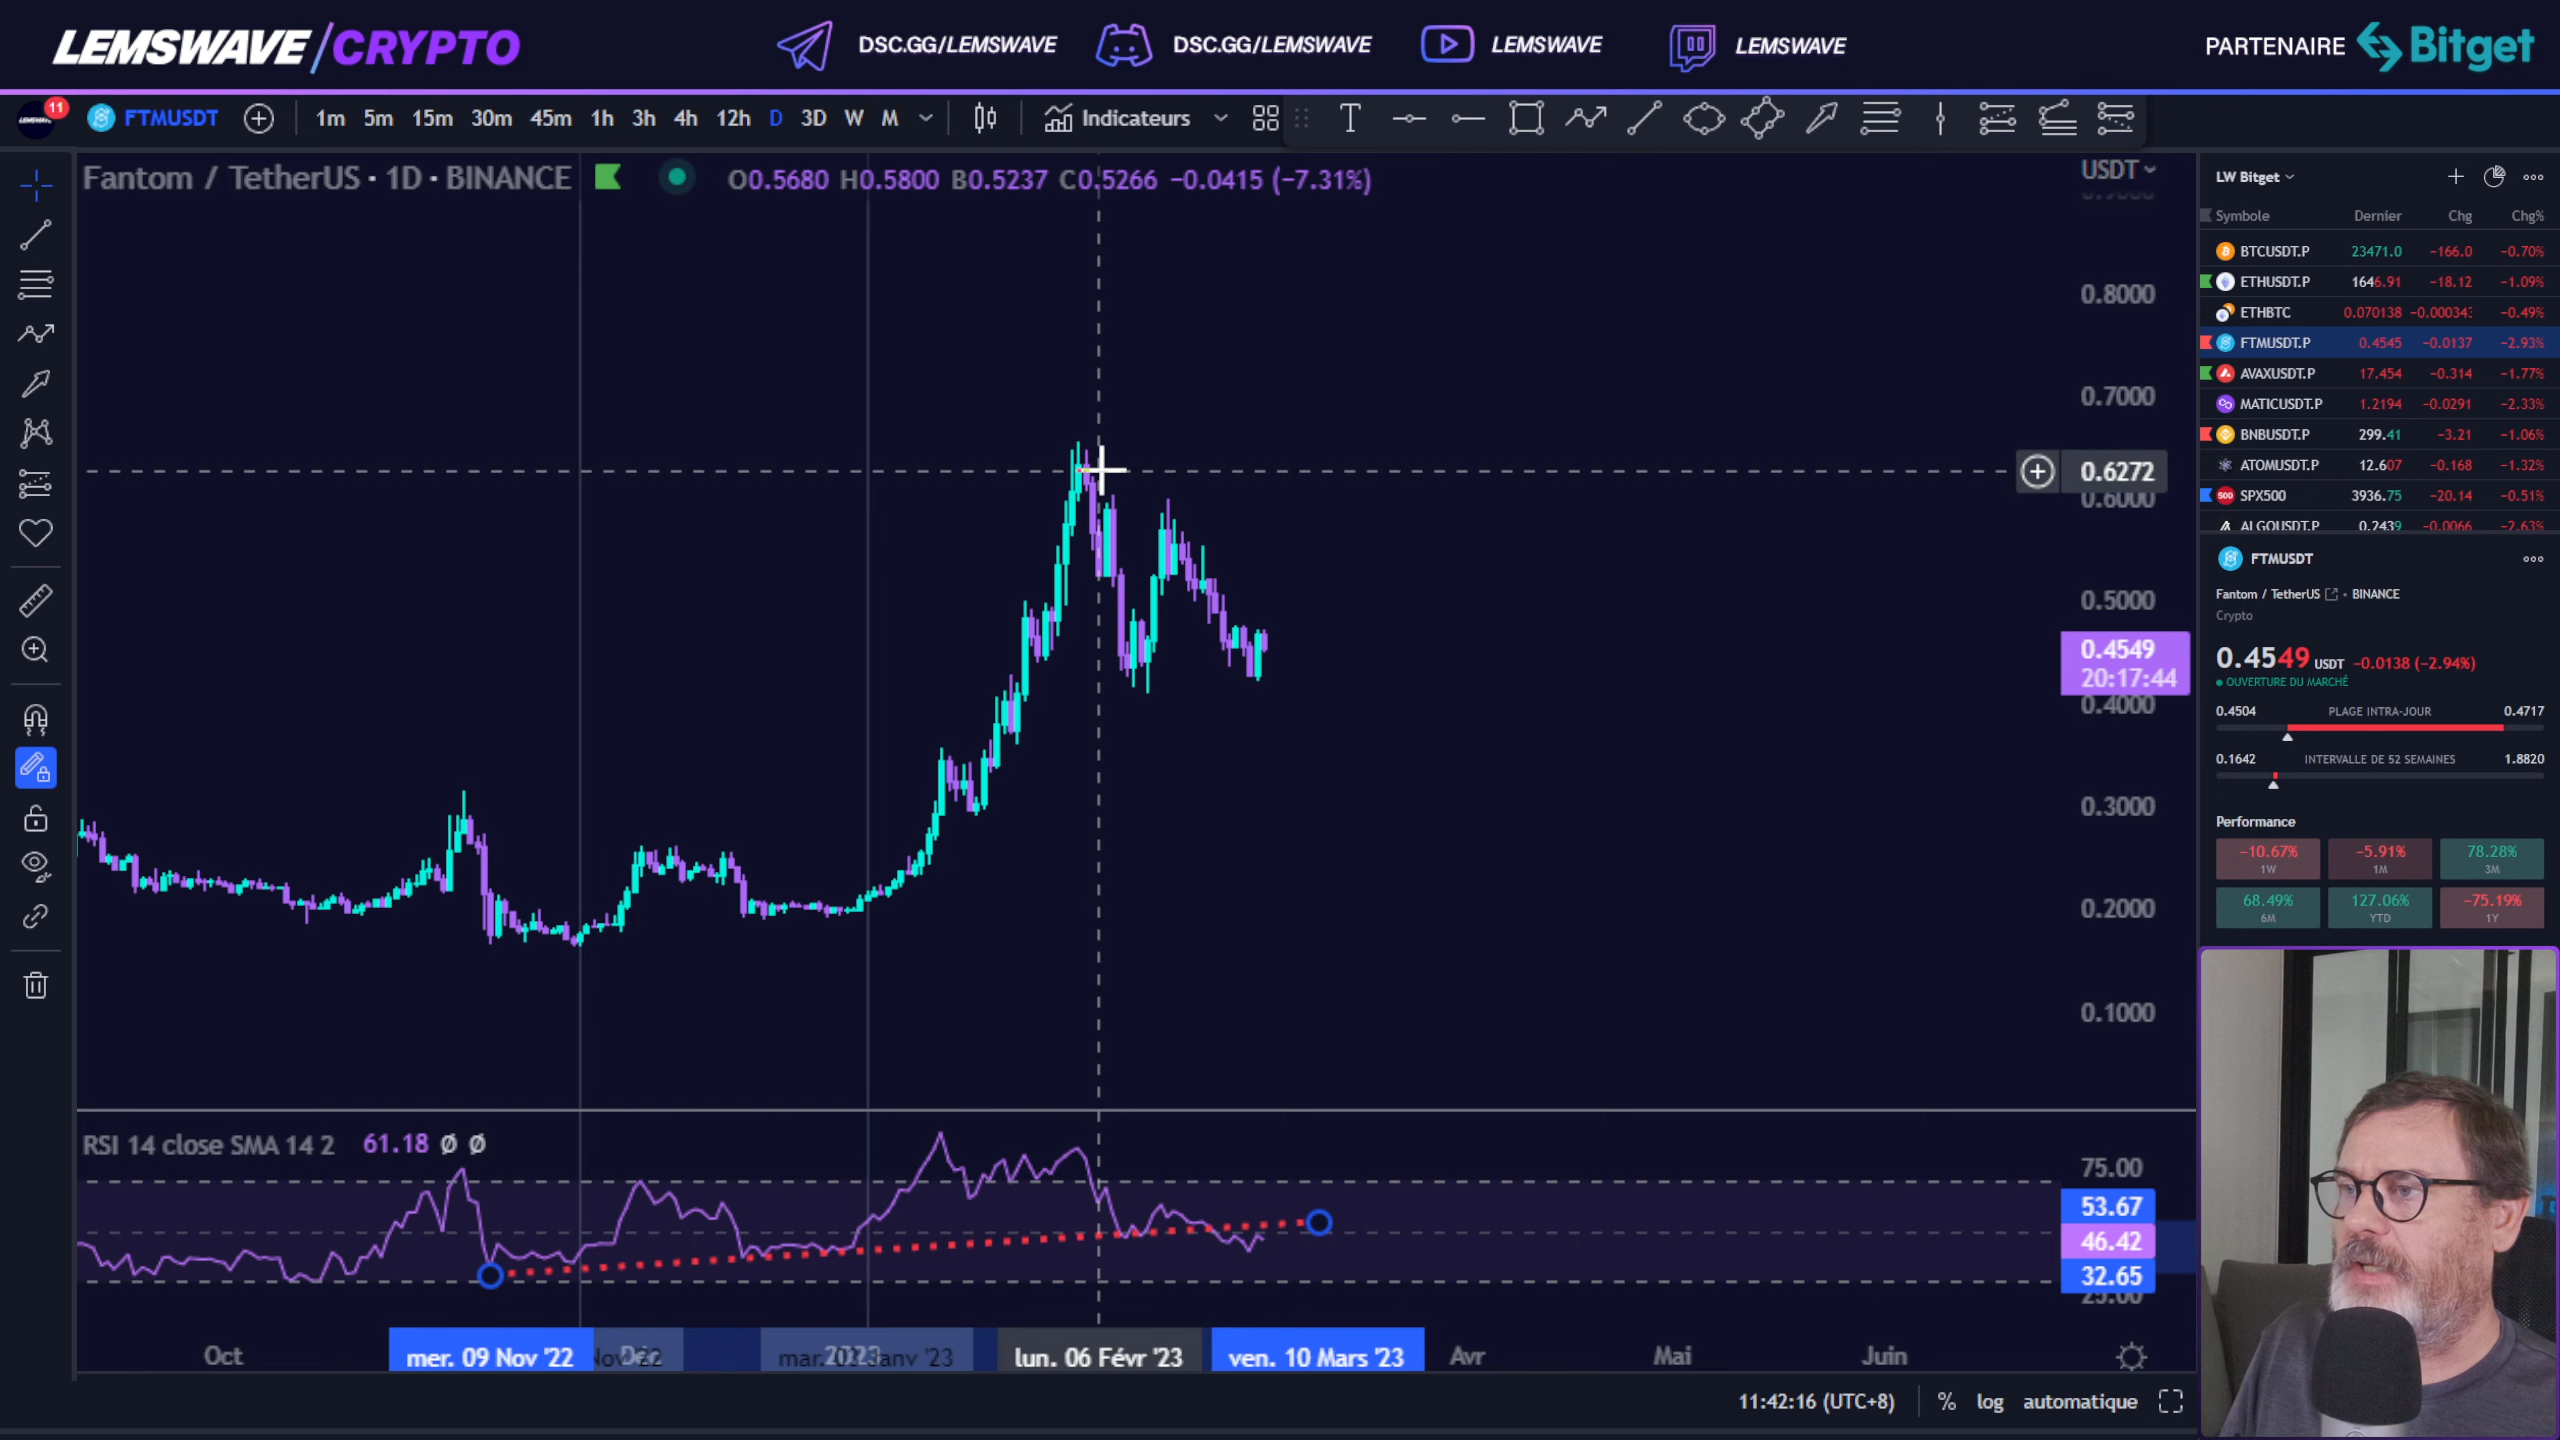 LEMSWAVE/CRYPTO
DSC.GG/LEMSWAVE
DSC.GG/LEMSWAVE
LEMSWAVE
LEMSWAVE
PARTENAIRE Bitget
11
FTMUSDT
1m 5m 15m 30m 45m 1h 3h 4h 12h D 3D W M
Indicateurs
Fantom / TetherUS · 1D · BINANCE
O0.5680 H0.5800 B0.5237 C0.5266 −0.0415 (−7.31%)
USDT
0.8000
0.7000
0.6272
0.6000
0.5000
0.4549
20:17:44
0.4000
0.3000
0.2000
0.1000
RSI 14 close SMA 14 2 61.18 Ø Ø
75.00
53.67
46.42
32.65
25.00
Oct
mer. 09 Nov '22
2023
lun. 06 Févr '23
ven. 10 Mars '23
Avr
Mai
Juin
11:42:16 (UTC+8)
% log automatique
LW Bitget
Symbole Dernier Chg Chg%
BTCUSDT.P 23471.0 −166.0 −0.70%
ETHUSDT.P 1646.91 −18.12 −1.09%
ETHBTC 0.070138 −0.000343 −0.49%
FTMUSDT.P 0.4545 −0.0137 −2.93%
AVAXUSDT.P 17.454 −0.314 −1.77%
MATICUSDT.P 1.2194 −0.0291 −2.33%
BNBUSDT.P 299.41 −3.21 −1.06%
ATOMUSDT.P 12.607 −0.168 −1.32%
500 SPX500 3936.75 −20.14 −0.51%
ALGOUSDT.P 0.2439 −0.0066 −2.63%
FTMUSDT
Fantom / TetherUS • BINANCE
Crypto
0.4549 USDT −0.0138 (−2.94%)
OUVERTURE DU MARCHÉ
0.4504 PLAGE INTRA-JOUR 0.4717
0.1642 INTERVALLE DE 52 SEMAINES 1.8820
Performance
−10.67% −5.91% 78.28%
1W 1M 3M
68.49% 127.06% −75.19%
6M YTD 1Y